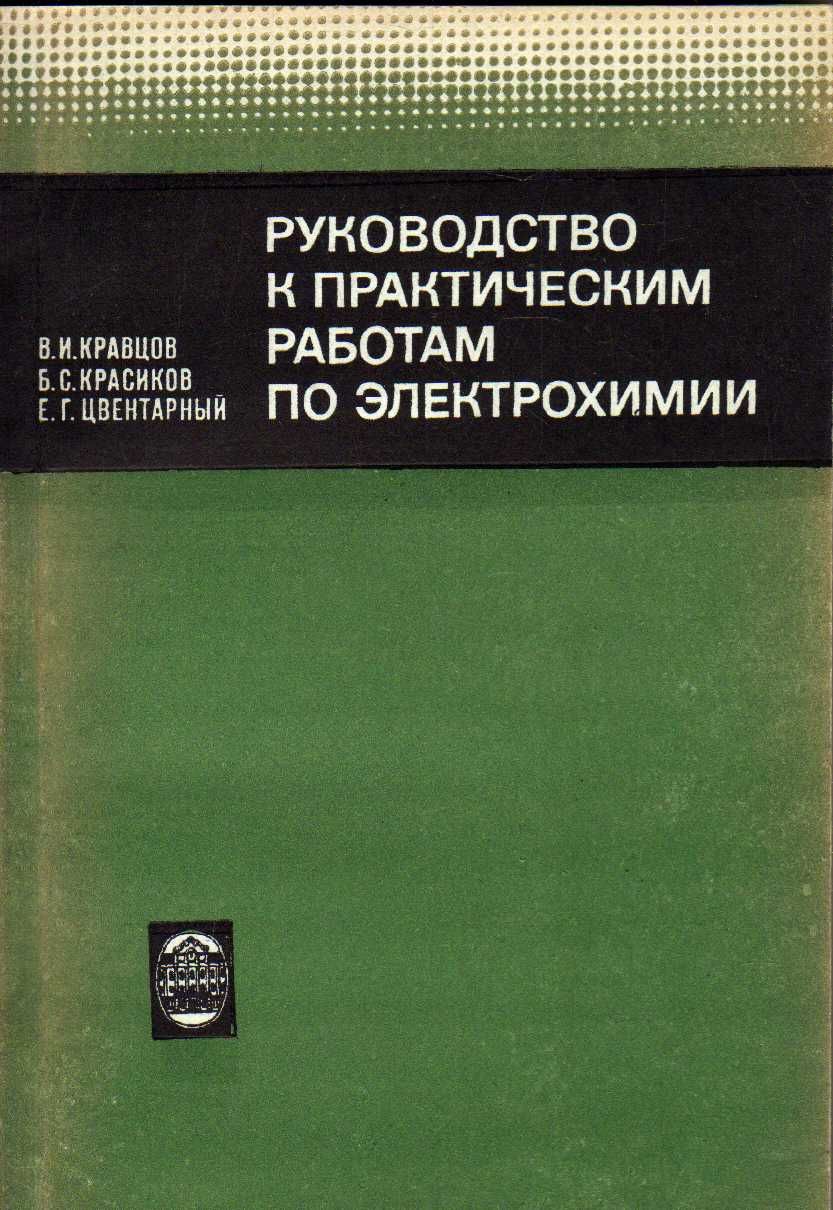 РУКОВОДСТВО
К ПРАКТИЧЕСКИМ
РАБОТАМ
ПО ЭЛЕКТРОХИМИИ
В.И.КРАВЦОВ
Б.С.КРАСИКОВ
Е.Г.ЦВЕНТАРНЫЙ